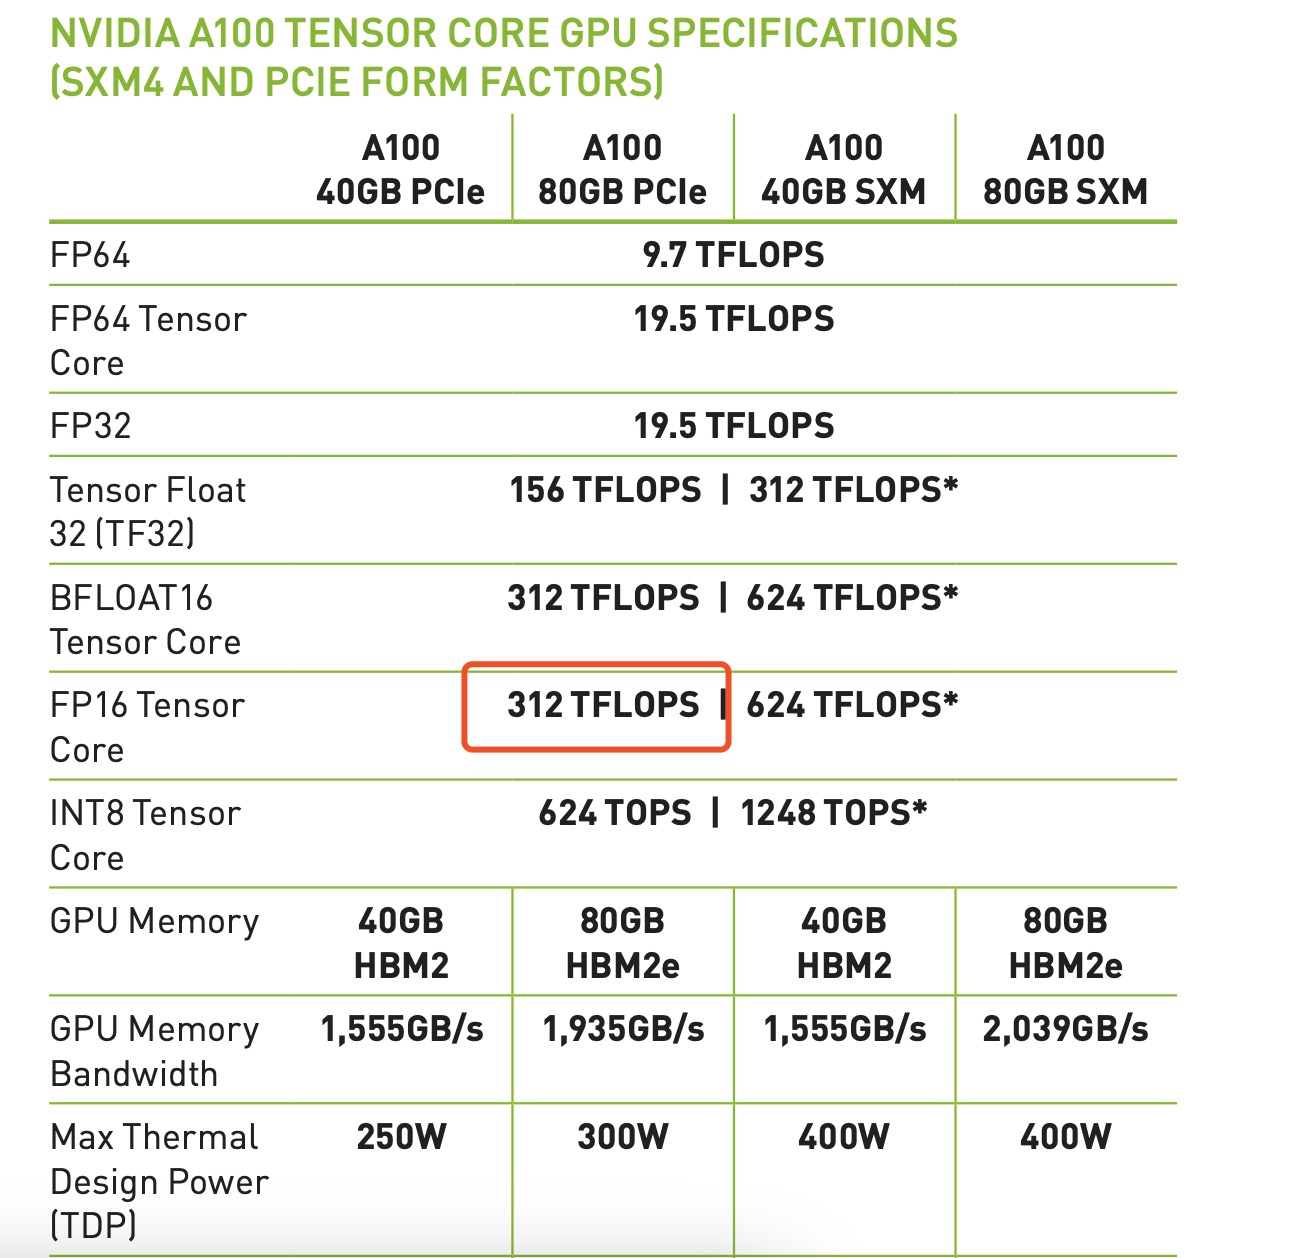 NVIDIA A100 TENSOR CORE GPU SPECIFICATIONS
(SXM4 AND PCIE FORM FACTORS)
A100 40GB PCIe A100 80GB PCIe A100 40GB SXM A100 80GB SXM
FP64 9.7 TFLOPS
FP64 Tensor 19.5 TFLOPS
Core
FP32 19.5 TFLOPS
Tensor Float 156 TFLOPS | 312 TFLOPS*
32 (TF32)
BFLOAT16 312 TFLOPS | 624 TFLOPS*
Tensor Core
FP16 Tensor 312 TFLOPS | 624 TFLOPS*
Core
INT8 Tensor 624 TOPS | 1248 TOPS*
Core
GPU Memory 40GB 80GB 40GB 80GB
HBM2 HBM2e HBM2 HBM2e
GPU Memory 1,555GB/s 1,935GB/s 1,555GB/s 2,039GB/s
Bandwidth
Max Thermal 250W 300W 400W 400W
Design Power
(TDP)